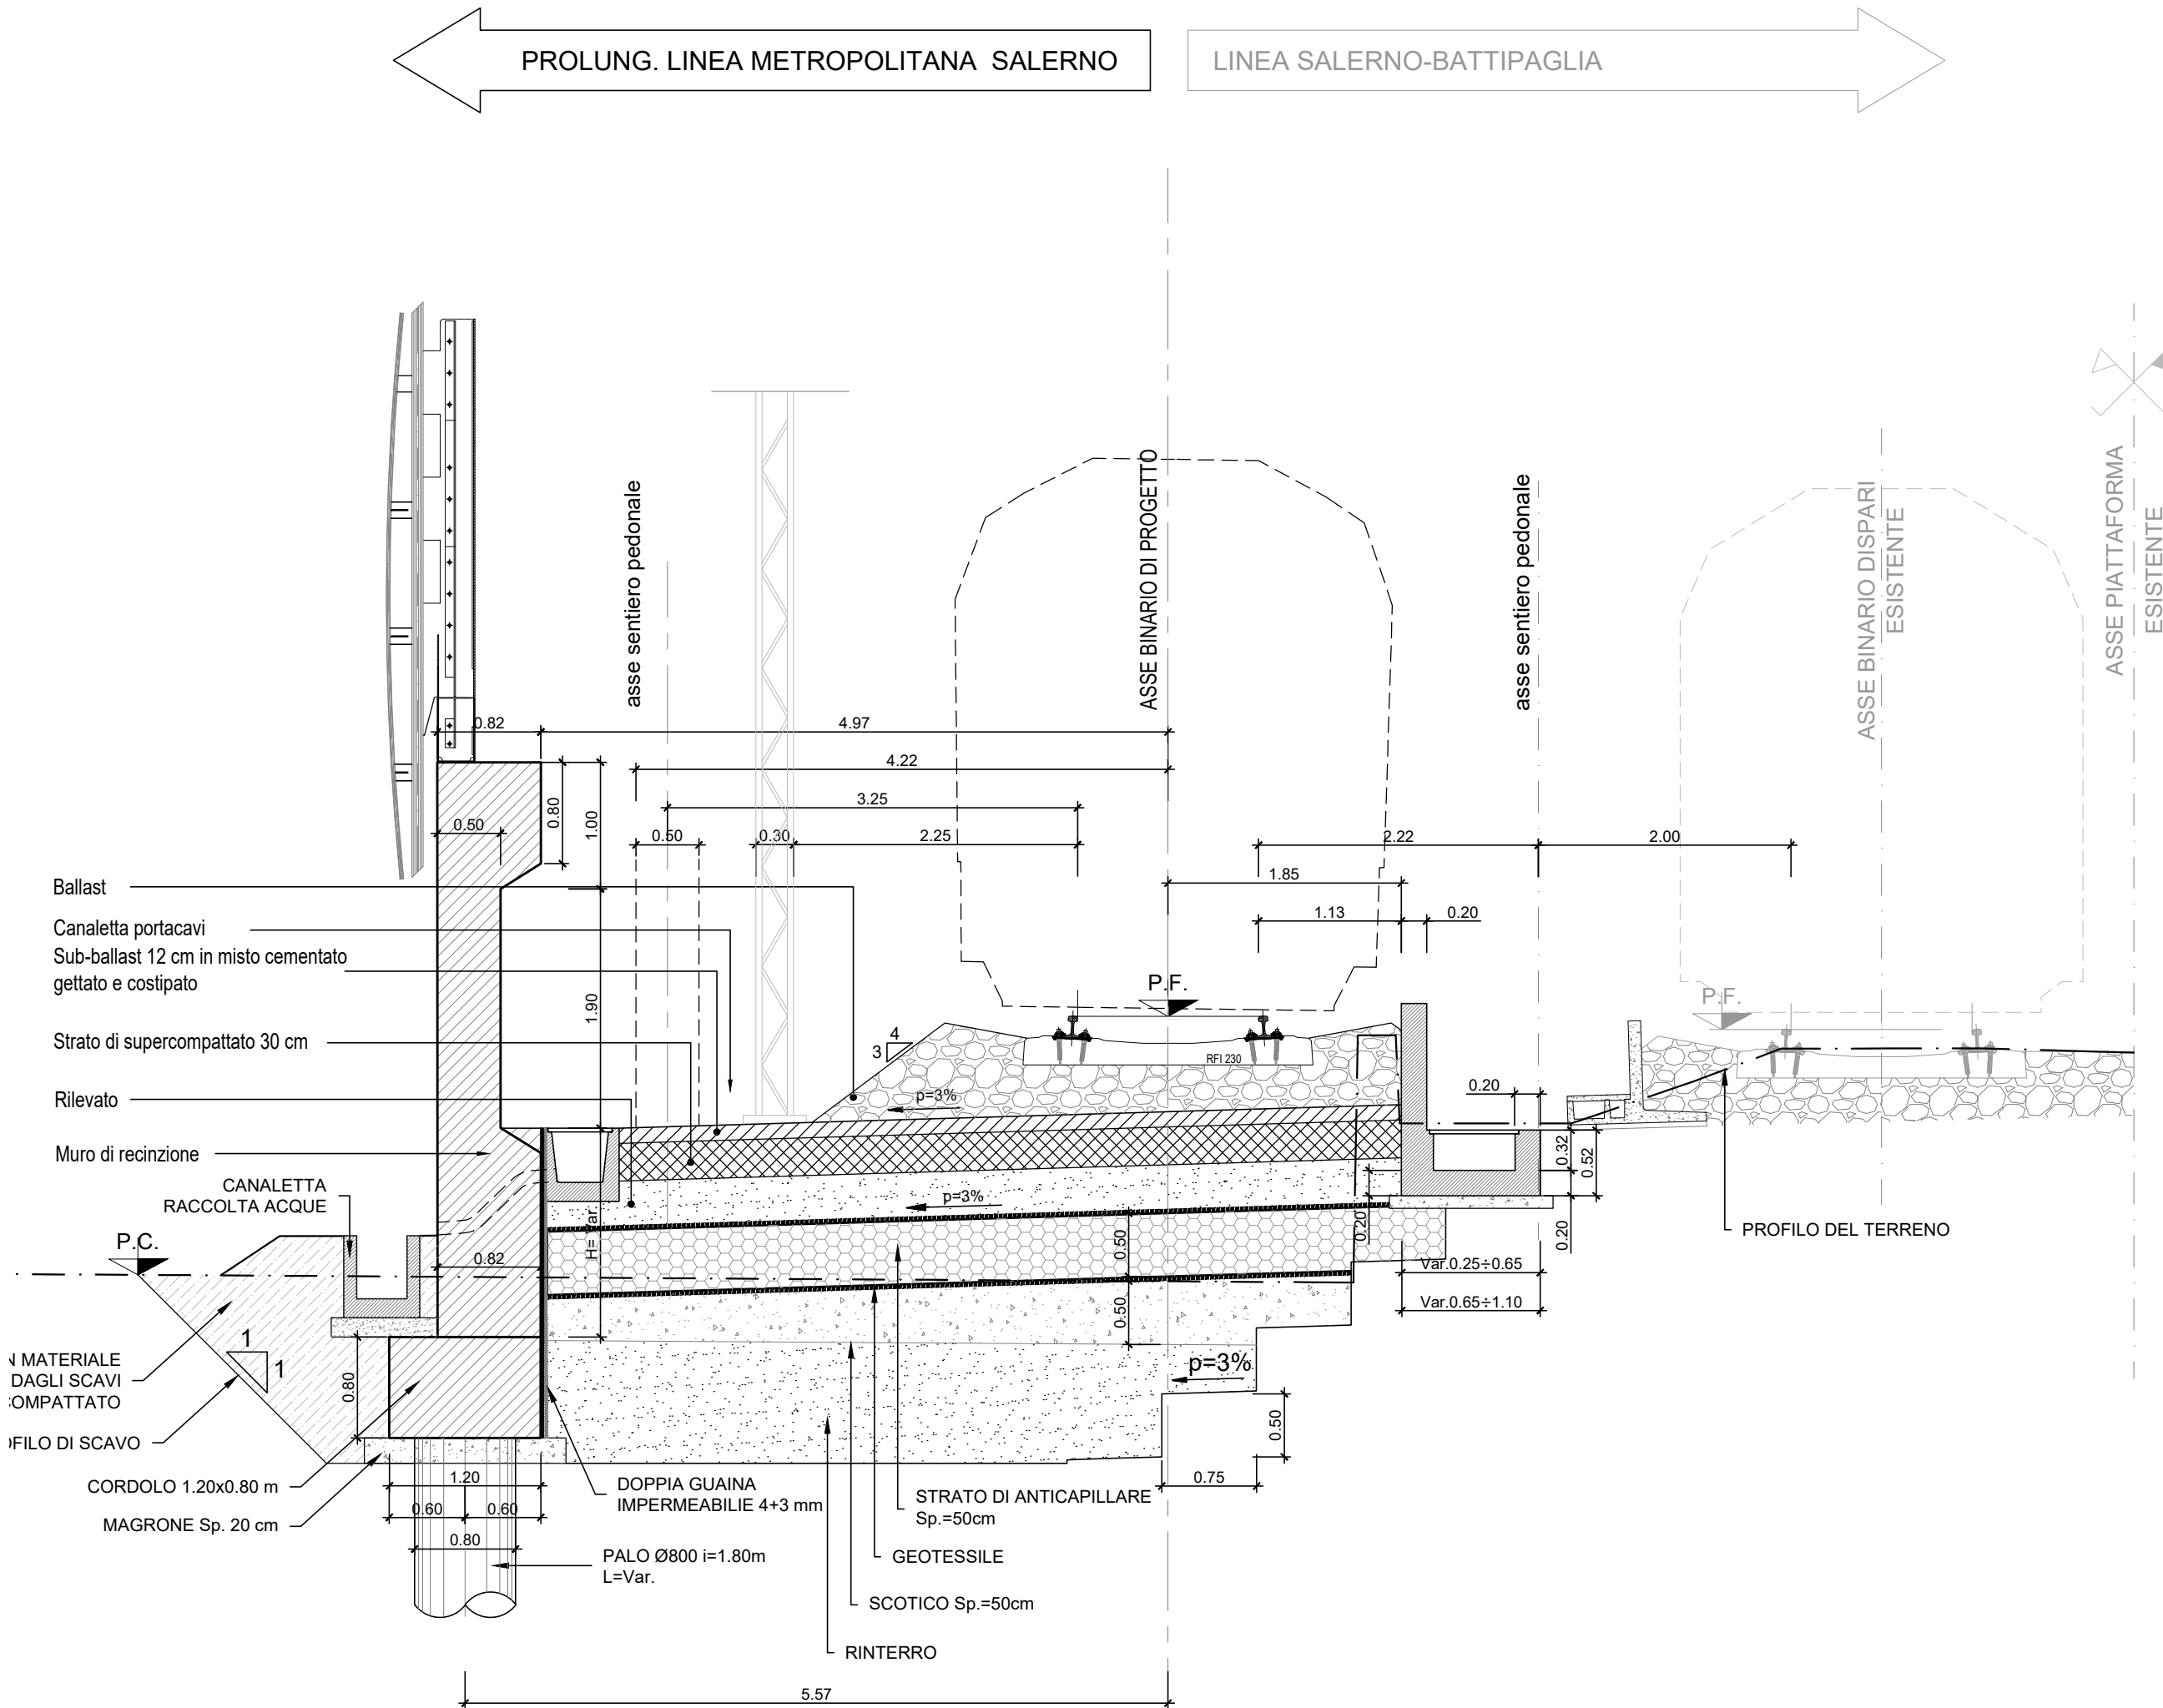 PROLUNG. LINEA METROPOLITANA SALERNO
LINEA SALERNO-BATTIPAGLIA
asse sentiero pedonale
ASSE BINARIO DI PROGETTO
asse sentiero pedonale
ASSE BINARIO DISPARI
ESISTENTE
ASSE PIATTAFORMA
ESISTENTE
0.82
4.97
4.22
3.25
0.50
0.80
1.00
0.50
0.30
2.25
2.22
2.00
1.85
1.13
0.20
Ballast
Canaletta portacavi
Sub-ballast 12 cm in misto cementato
gettato e costipato
Strato di supercompattato 30 cm
Rilevato
Muro di recinzione
1.90
P.F.
P.F.
4
3
RFI 230
p=3%
0.20
0.32
0.52
CANALETTA
RACCOLTA ACQUE
p=3%
H= Var.
0.20
0.20
PROFILO DEL TERRENO
P.C.
0.82
0.50
Var.0.25÷0.65
0.50
Var.0.65÷1.10
1
1
N MATERIALE
DAGLI SCAVI
COMPATTATO
0.80
p=3%
0.50
OFILO DI SCAVO
CORDOLO 1.20x0.80 m
1.20
0.75
DOPPIA GUAINA
IMPERMEABILIE 4+3 mm
STRATO DI ANTICAPILLARE
Sp.=50cm
MAGRONE Sp. 20 cm
0.60
0.60
0.80
PALO Ø800 i=1.80m
L=Var.
GEOTESSILE
SCOTICO Sp.=50cm
RINTERRO
5.57